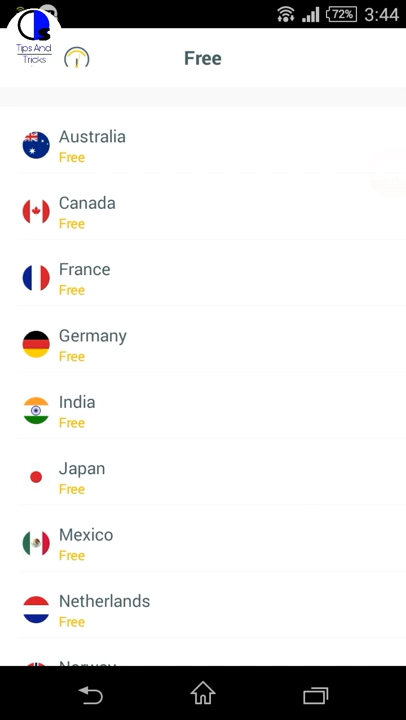 72%
3:44
Tips And
Tricks
Free
Australia
Free
Canada
Free
France
Free
Germany
Free
India
Free
Japan
Free
Mexico
Free
Netherlands
Free
Norway